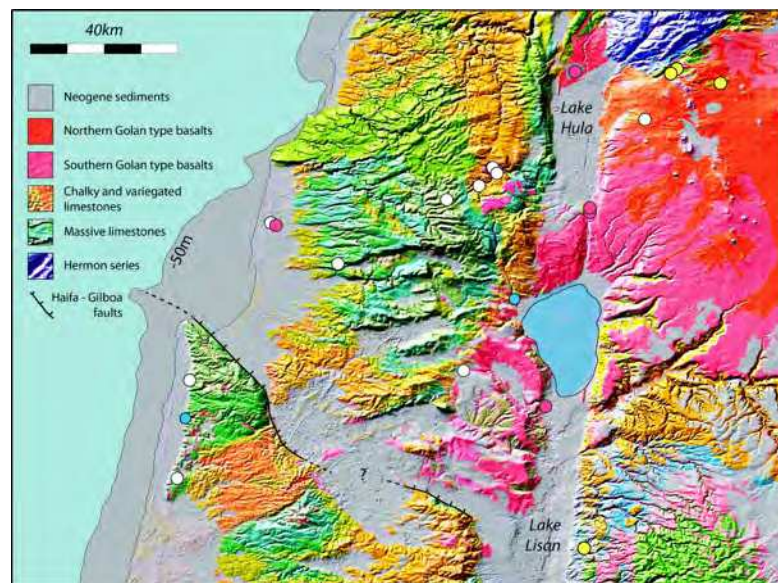 40km
Neogene sediments
Northern Golan type basalts
Southern Golan type basalts
Chalky and variegated
limestones
Massive limestones
Hermon series
Haifa - Gilboa
faults
-50m
Lake
Hula
?
Lake
Lisan